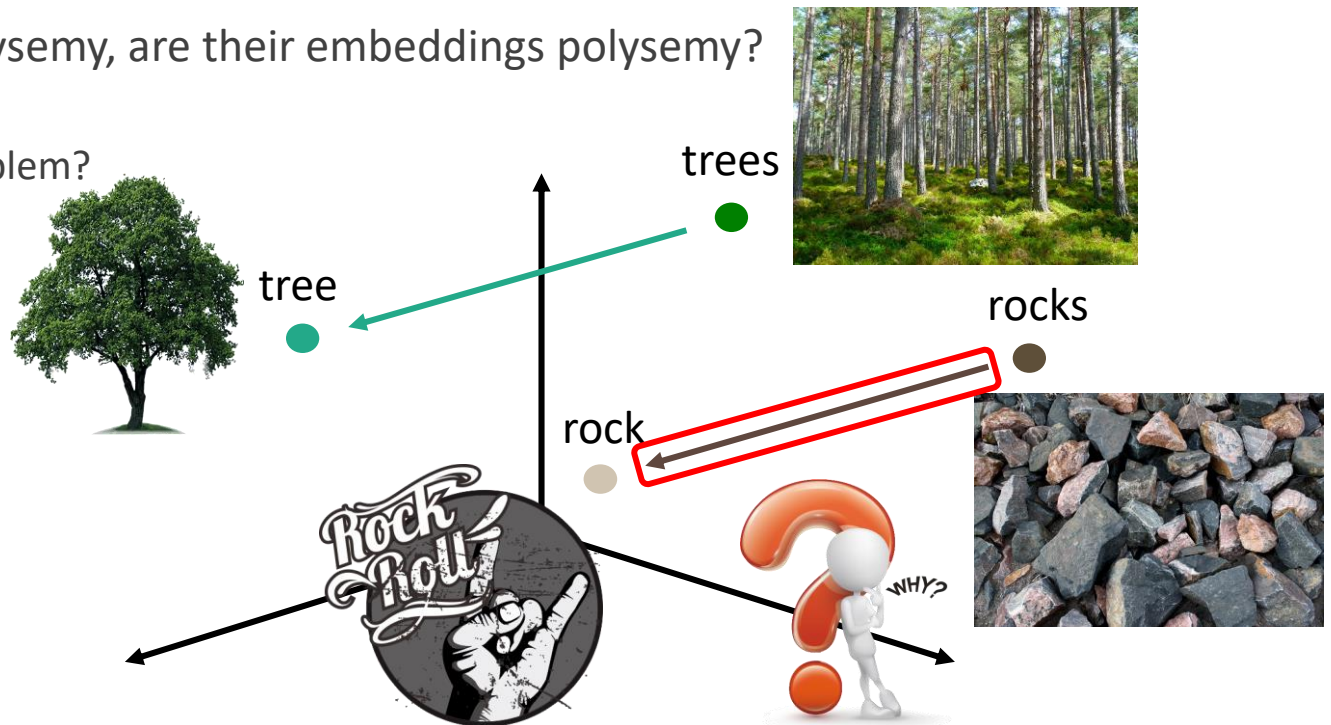 ysemy, are their embeddings polysemy?
blem?
trees
tree
rocks
rock
Rock
Roll
WHY?